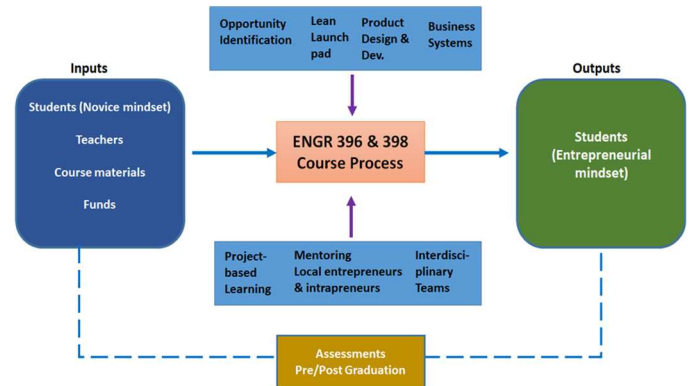 Opportunity
Identification
Lean
Launch
pad
Product
Design &
Dev.
Business
Systems
Inputs
Students (Novice mindset)
Teachers
Course materials
Funds
ENGR 396 & 398
Course Process
Outputs
Students
(Entrepreneurial
mindset)
Project-
based
Learning
Mentoring
Local entrepreneurs
& intrapreneurs
Interdisci-
plinary
Teams
Assessments
Pre/Post Graduation